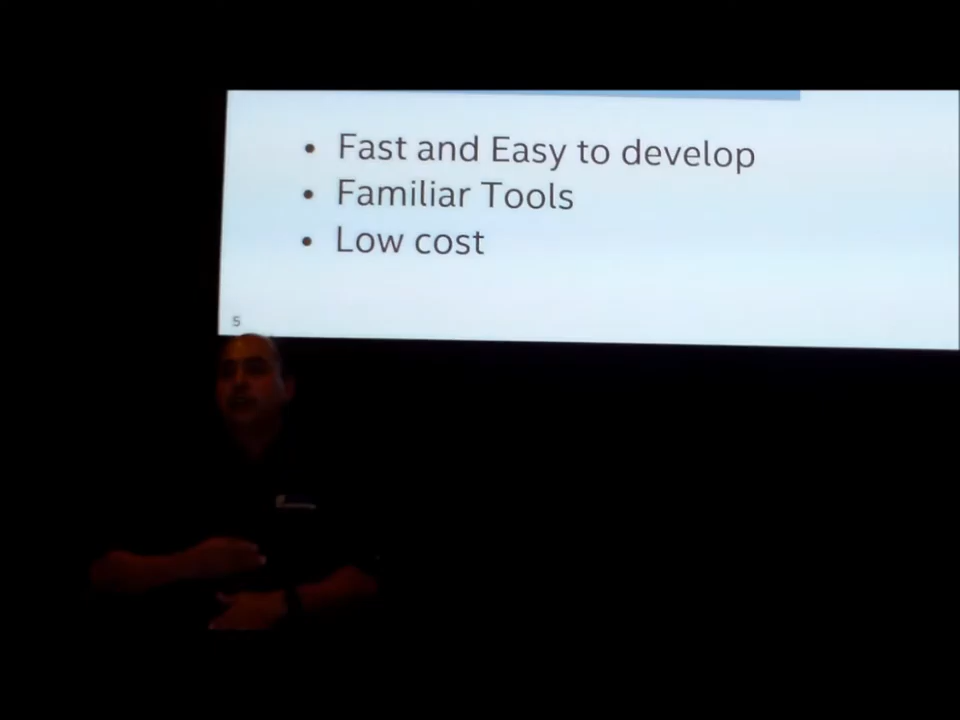 • Fast and Easy to develop
• Familiar Tools
• Low cost
5